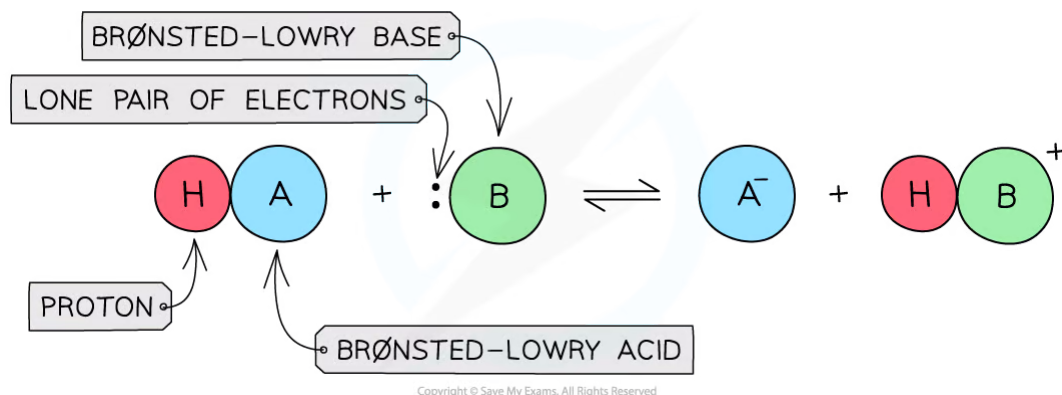 BRØNSTED–LOWRY BASE
LONE PAIR OF ELECTRONS
H A + : B ⇌ A⁻ + H B⁺
PROTON
BRØNSTED–LOWRY ACID
Copyright © Save My Exams. All Rights Reserved